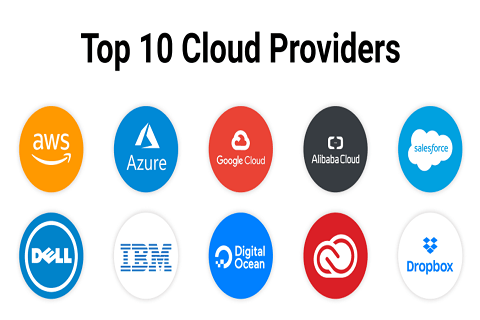 Top 10 Cloud Providers
aws
Azure
Google Cloud
Alibaba Cloud
salesforce
DELL
IBM
Digital
Ocean
Dropbox